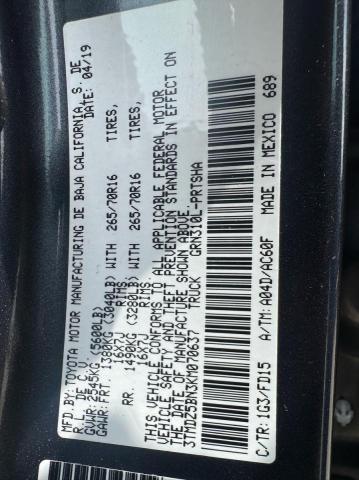 MFD.BY:TOYOTA MOTOR MANUFACTURING DE BAJA CALIFORNIA, S. DE
R. L. DE C.V. DATE: 04/19
GVWR:2545KG (5600LB)
GAWR:FRT. 1380KG (3040LB) WITH 265/70R16 TIRES,
16X7J RIMS
RR. 1490KG (3280LB) WITH 265/70R16 TIRES,
16X7J RIMS
THIS VEHICLE CONFORMS TO ALL APPLICABLE FEDERAL MOTOR
VEHICLE SAFETY AND THEFT PREVENTION STANDARDS IN EFFECT ON
THE DATE OF MANUFACTURE SHOWN ABOVE.
3TMDZ5BN3KM070637 TRUCK GRN310L-PRTSHA
C/TR: 1G3/FD15 A/TM: A04D/AC60F MADE IN MEXICO 689